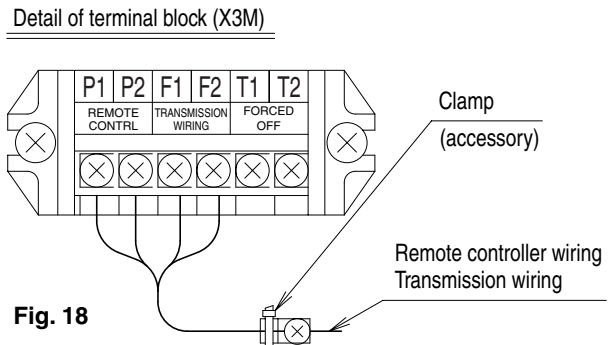 Detail of terminal block (X3M)
P1 P2 F1 F2 T1 T2
REMOTE CONTRL
TRANSMISSION WIRING
FORCED OFF
Clamp
(accessory)
Remote controller wiring
Transmission wiring
Fig. 18